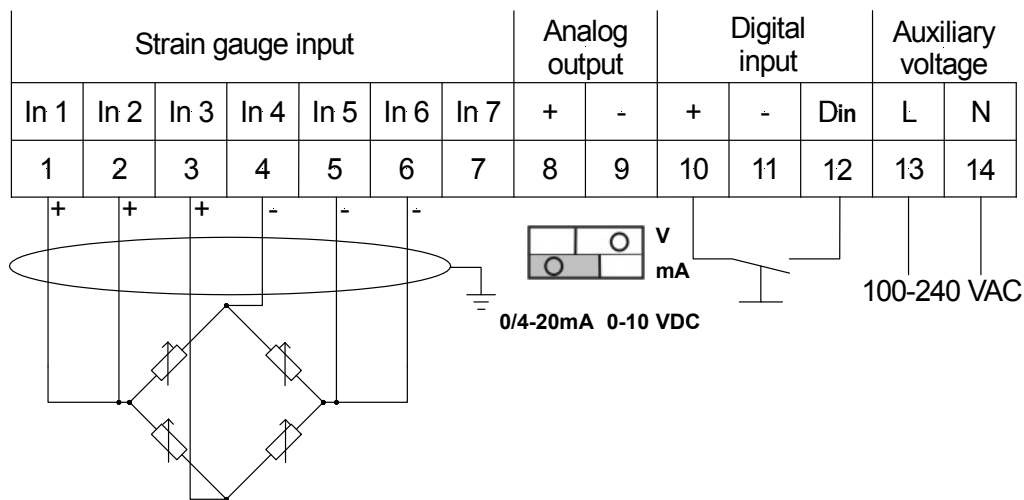 Strain gauge input
Analog output
Digital input
Auxiliary voltage
In 1 In 2 In 3 In 4 In 5 In 6 In 7 + - + - Din L N
1 2 3 4 5 6 7 8 9 10 11 12 13 14
+ + + - - -
V
mA
100-240 VAC
0/4-20mA 0-10 VDC